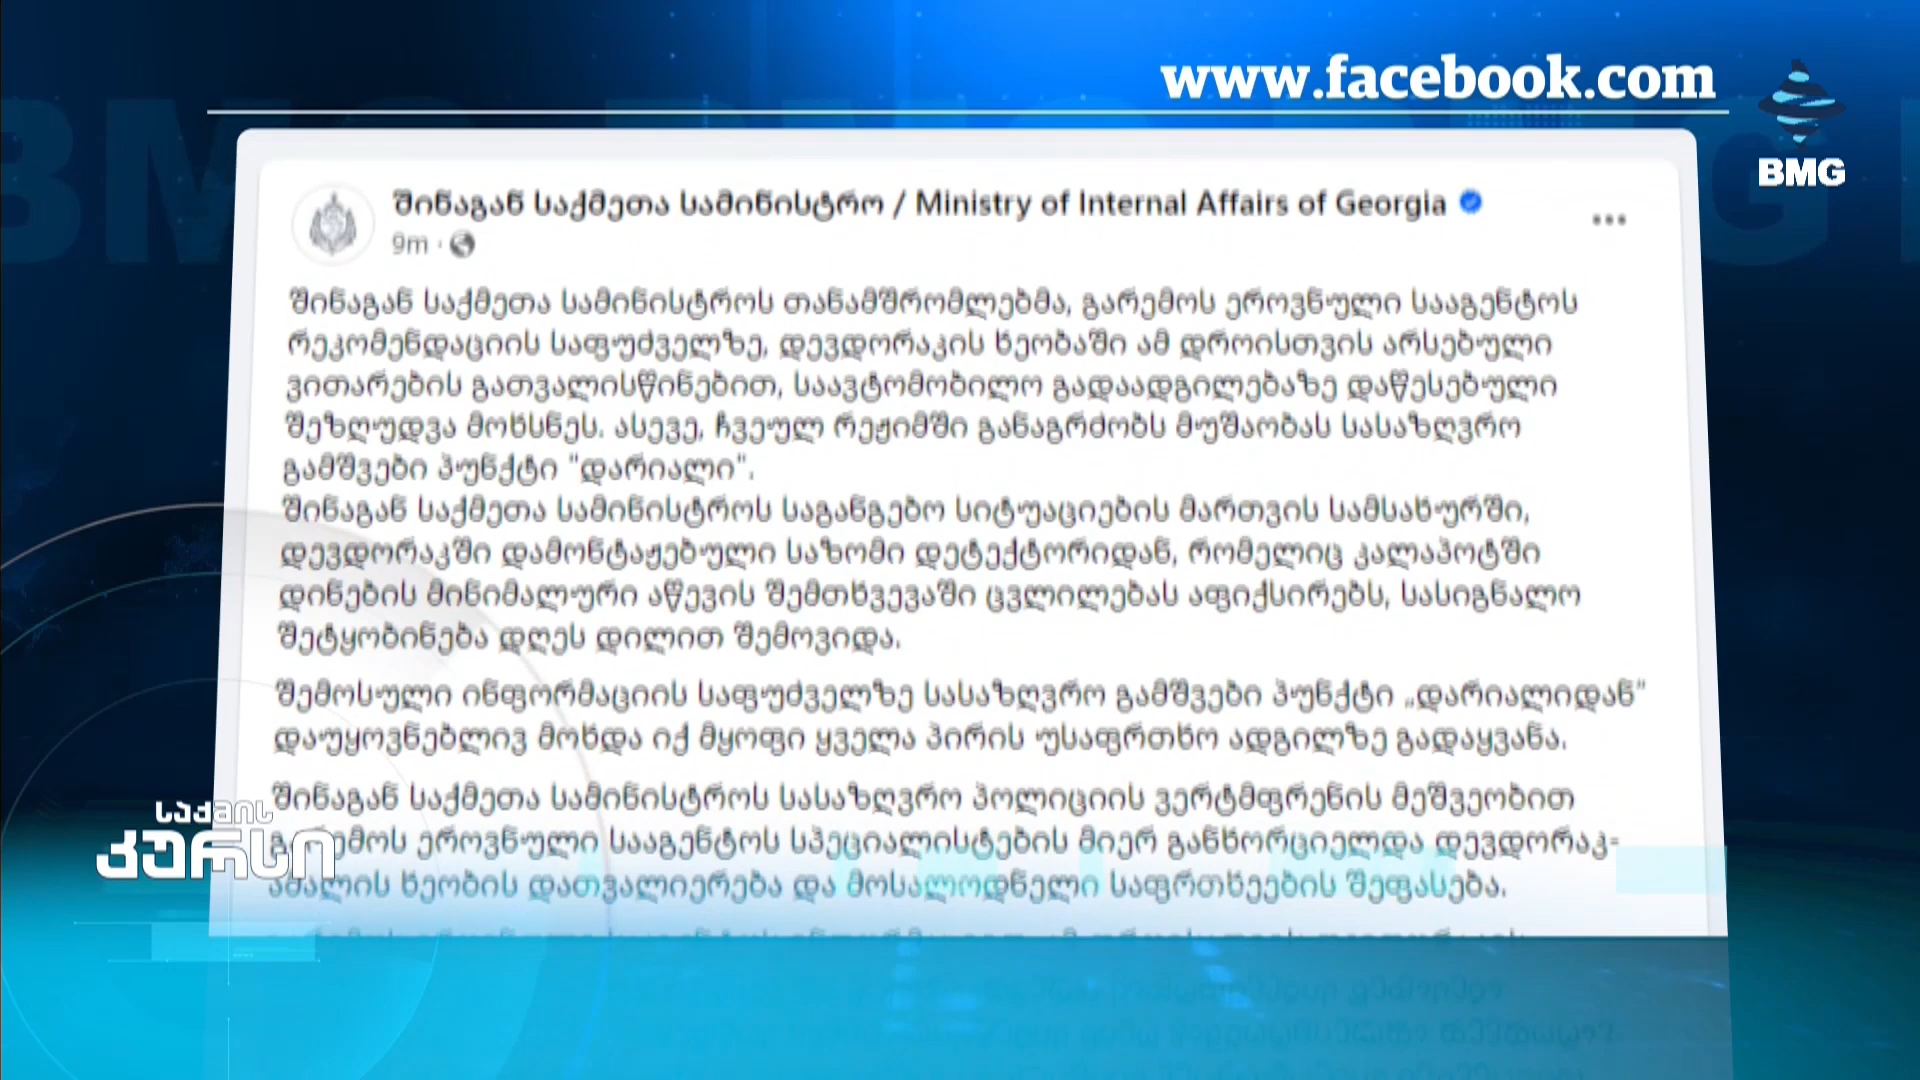 www.facebook.com
BMG
შინაგან საქმეთა სამინისტრო / Ministry of Internal Affairs of Georgia
9m ·
შინაგან საქმეთა სამინისტროს თანამშრომლებმა, გარემოს ეროვნული სააგენტოს
რეკომენდაციის საფუძველზე, დევდორაკის ხეობაში ამ დროისთვის არსებული
ვითარების გათვალისწინებით, საავტომობილო გადაადგილებაზე დაწესებული
შეზღუდვა მოხსნეს. ასევე, ჩვეულ რეჟიმში განაგრძობს მუშაობას სასაზღვრო
გამშვები პუნქტი "დარიალი".
შინაგან საქმეთა სამინისტროს საგანგებო სიტუაციების მართვის სამსახურში,
დევდორაკში დამონტაჟებული საზომი დეტექტორიდან, რომელიც კალაპოტში
დინების მინიმალური აწევის შემთხვევაში ცვლილებას აფიქსირებს, სასიგნალო
შეტყობინება დღეს დილით შემოვიდა.
შემოსული ინფორმაციის საფუძველზე სასაზღვრო გამშვები პუნქტი „დარიალიდან"
დაუყოვნებლივ მოხდა იქ მყოფი ყველა პირის უსაფრთხო ადგილზე გადაყვანა.
შინაგან საქმეთა სამინისტროს სასაზღვრო პოლიციის ვერტმფრენის მეშვეობით
გარემოს ეროვნული სააგენტოს სპეციალისტების მიერ განხორციელდა დევდორაკ-
ამალის ხეობის დათვალიერება და მოსალოდნელი საფრთხეების შეფასება.
საქმის
კურსი